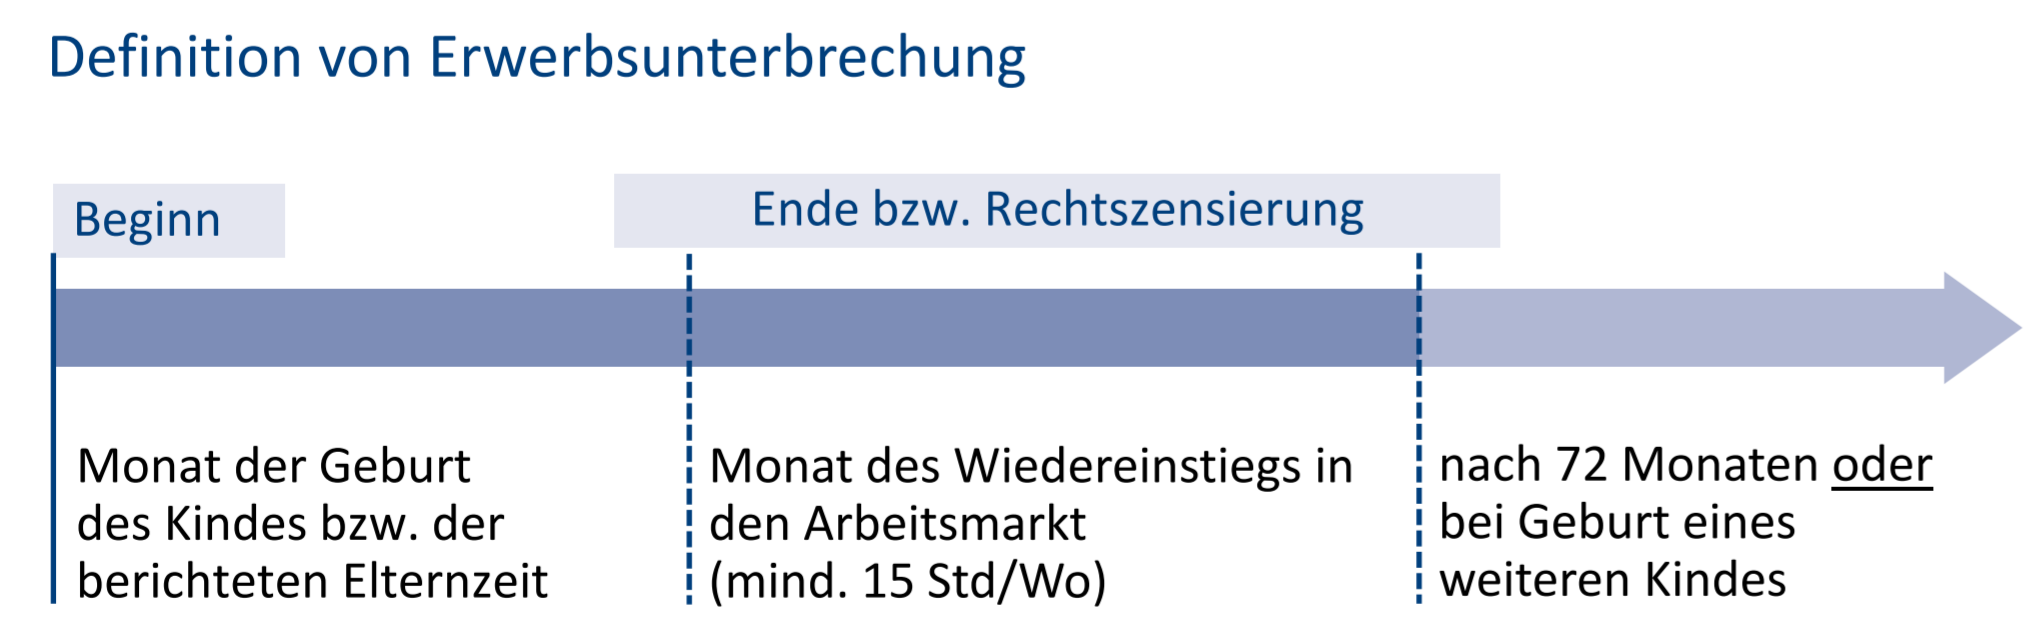 Definition von Erwerbsunterbrechung
Beginn
Ende bzw. Rechtszensierung
Monat der Geburt
des Kindes bzw. der
berichteten Elternzeit
Monat des Wiedereinstiegs in
den Arbeitsmarkt
(mind. 15 Std/Wo)
nach 72 Monaten oder
bei Geburt eines
weiteren Kindes